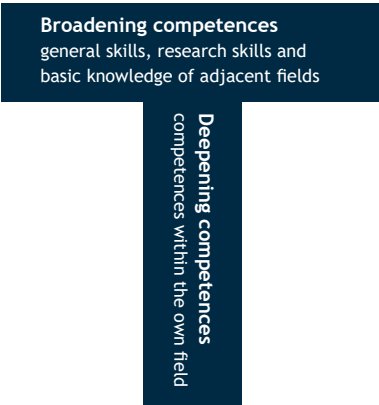 Broadening competences
general skills, research skills and
basic knowledge of adjacent fields
Deepening competences
competences within the own field